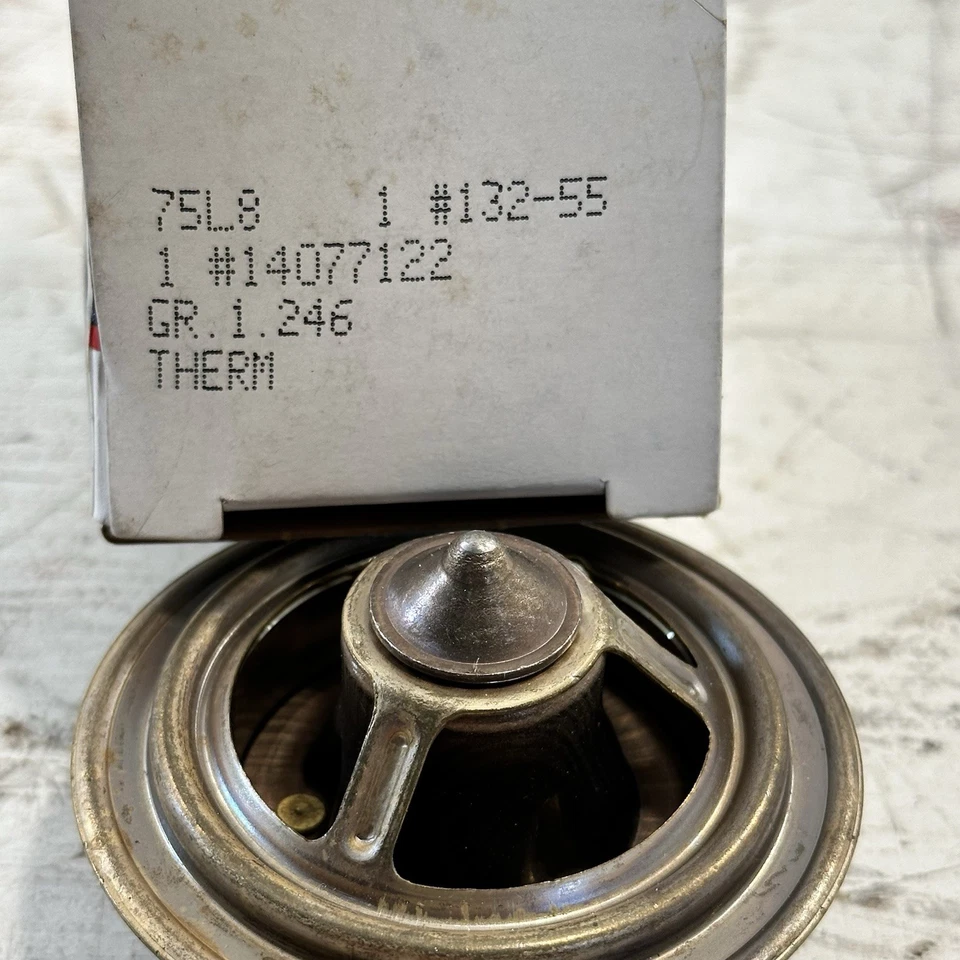 75L8 1 #132-55
1 #14077122
GR.1.246
THERM